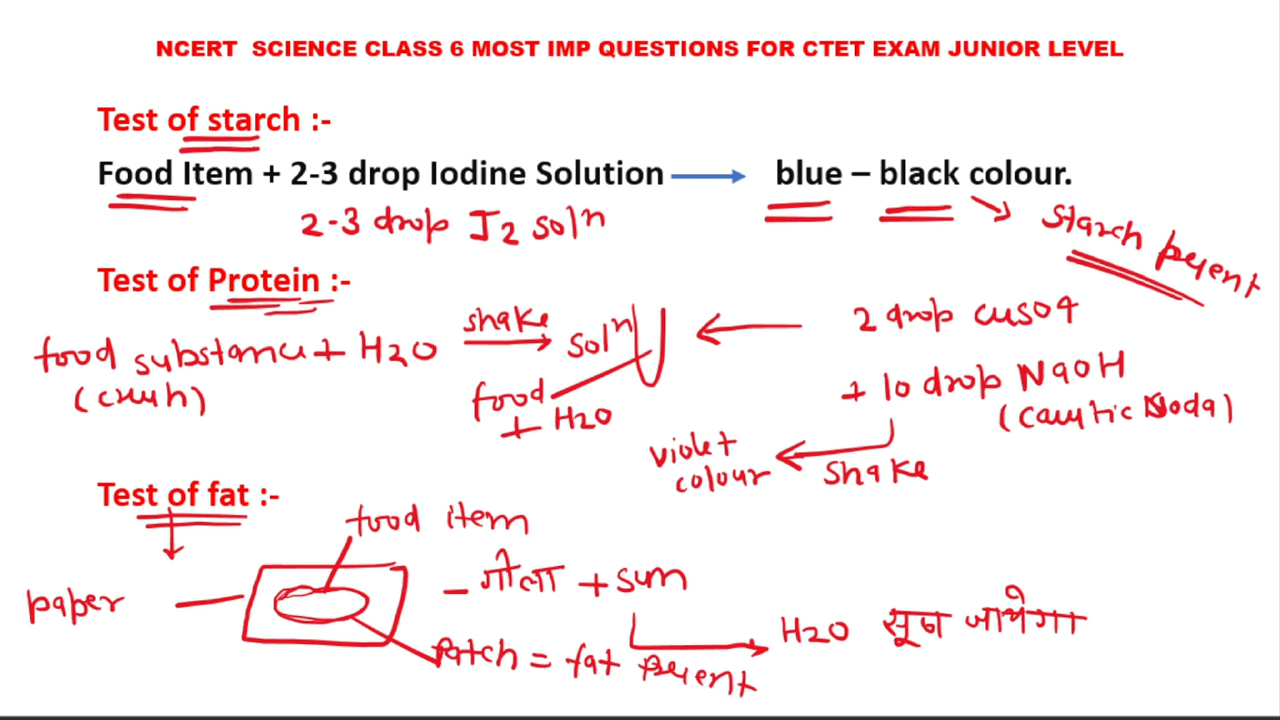 NCERT SCIENCE CLASS 6 MOST IMP QUESTIONS FOR CTET EXAM JUNIOR LEVEL
Test of starch :-
Food Item + 2-3 drop Iodine Solution → blue – black colour.
2-3 drop I2 soln
starch present
Test of Protein :-
food substance + H2O shake soln
(crush)
food + H2O
2 drop CuSO4
+ 10 drop NaOH
(Caustic Soda)
shake
violet colour
Test of fat :-
food item
paper
- गीला + sun
H2O सूख जायेगा
Patch = fat present